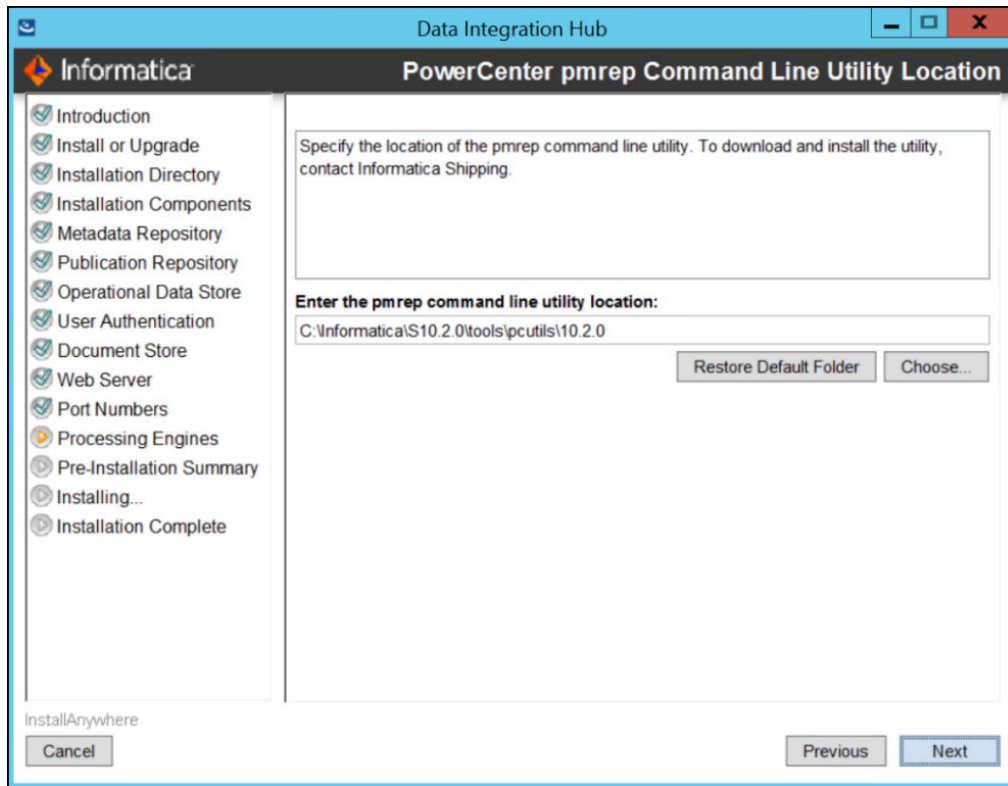 Data Integration Hub
Informatica
PowerCenter pmrep Command Line Utility Location
Introduction
Install or Upgrade
Installation Directory
Installation Components
Metadata Repository
Publication Repository
Operational Data Store
User Authentication
Document Store
Web Server
Port Numbers
Processing Engines
Pre-Installation Summary
Installing...
Installation Complete
Specify the location of the pmrep command line utility. To download and install the utility,
contact Informatica Shipping.
Enter the pmrep command line utility location:
C:\Informatica\S10.2.0\tools\pcutils\10.2.0
Restore Default Folder
Choose...
InstallAnywhere
Cancel
Previous
Next